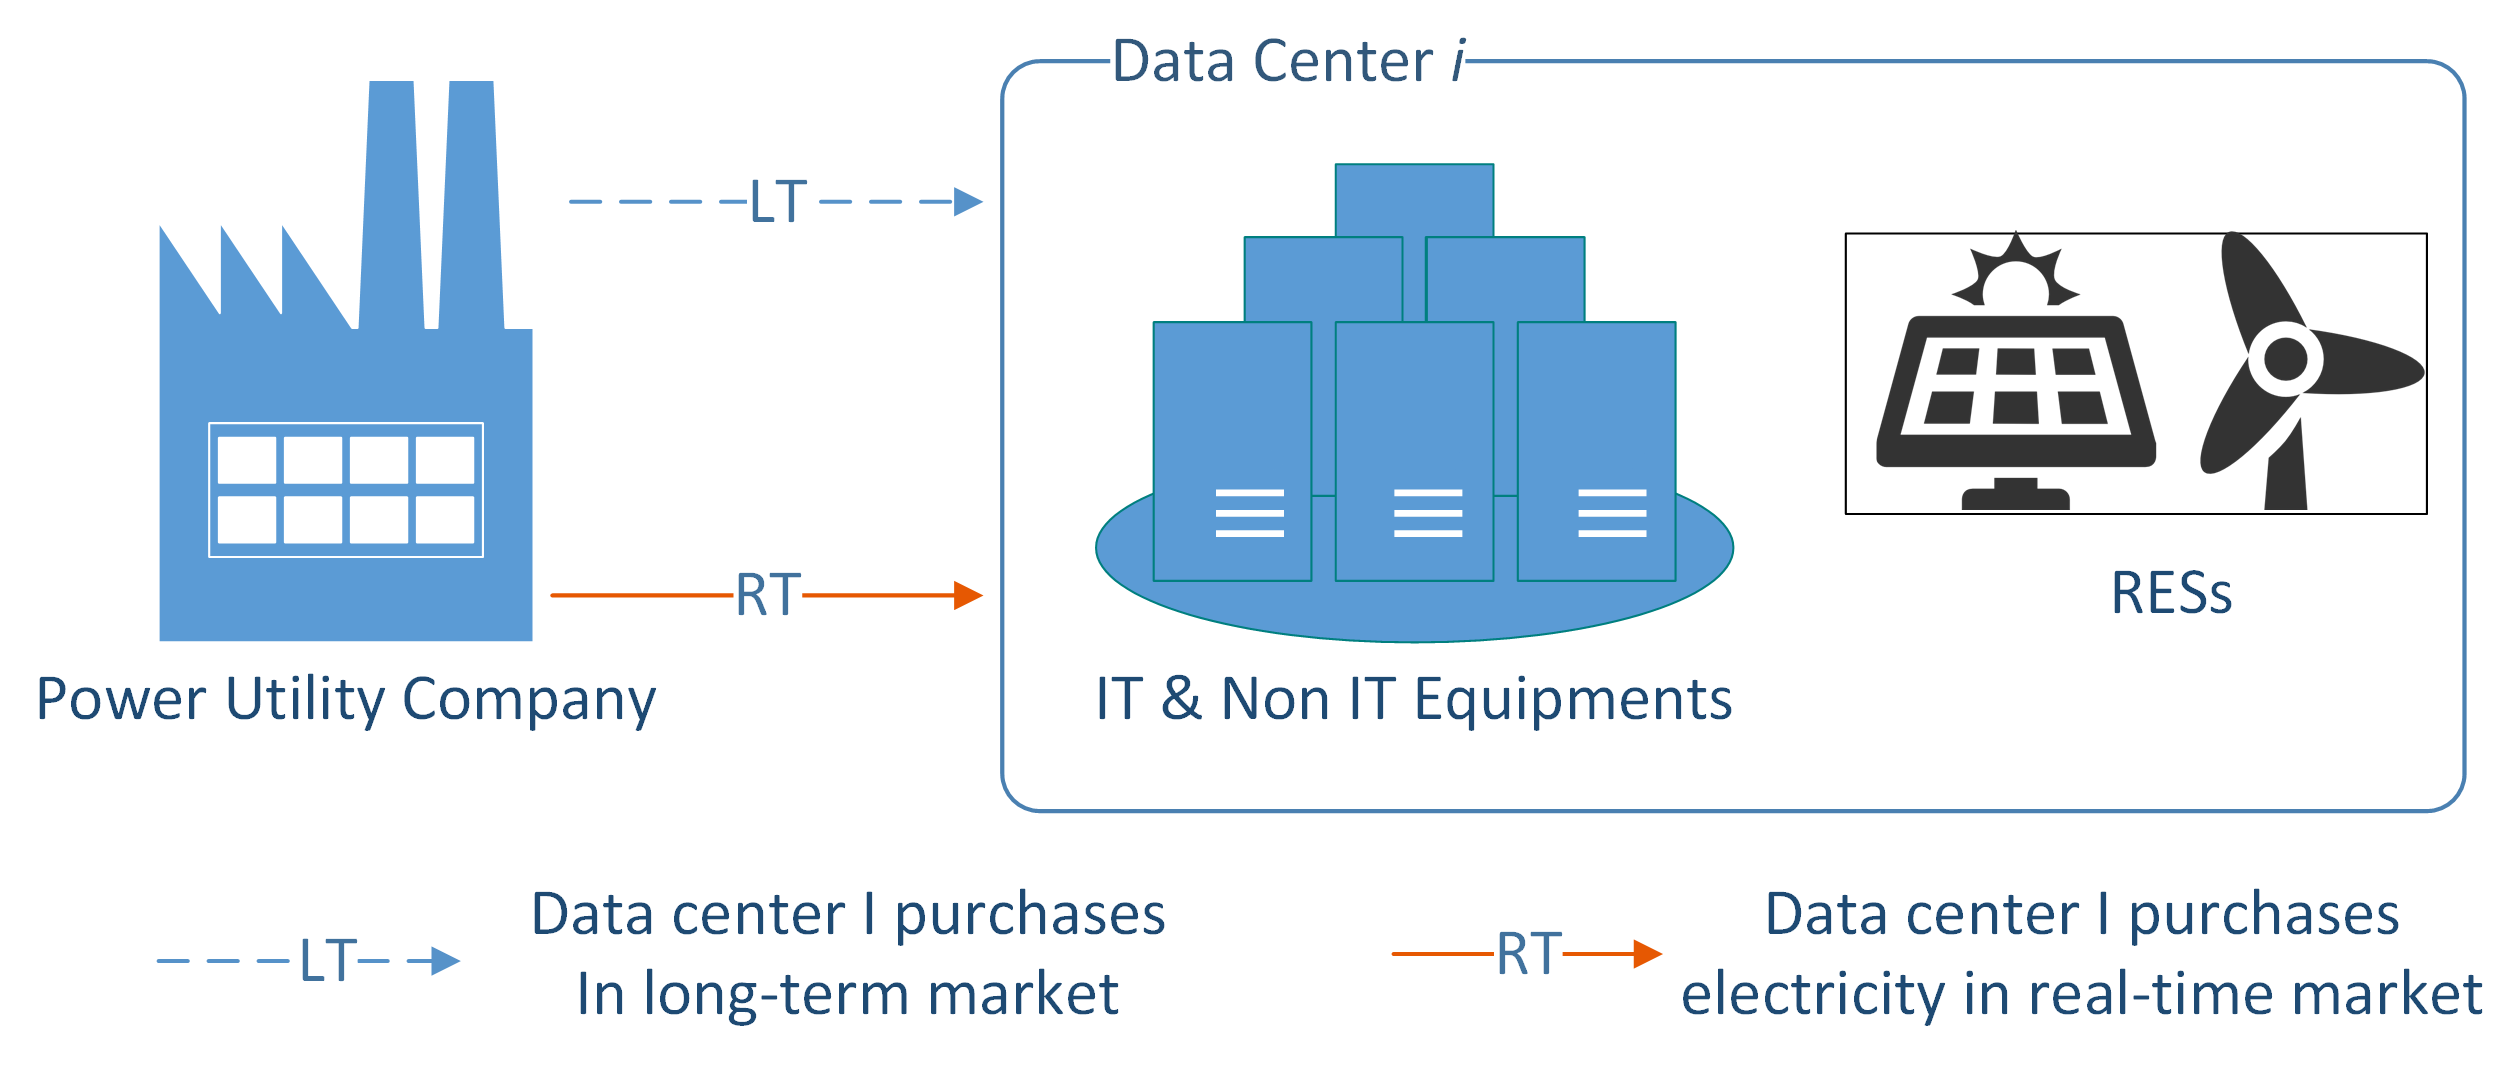 Data Center i
LT
RT
RESs
Power Utility Company
IT & Non IT Equipments
LT
Data center I purchases
In long-term market
RT
Data center I purchases
electricity in real-time market